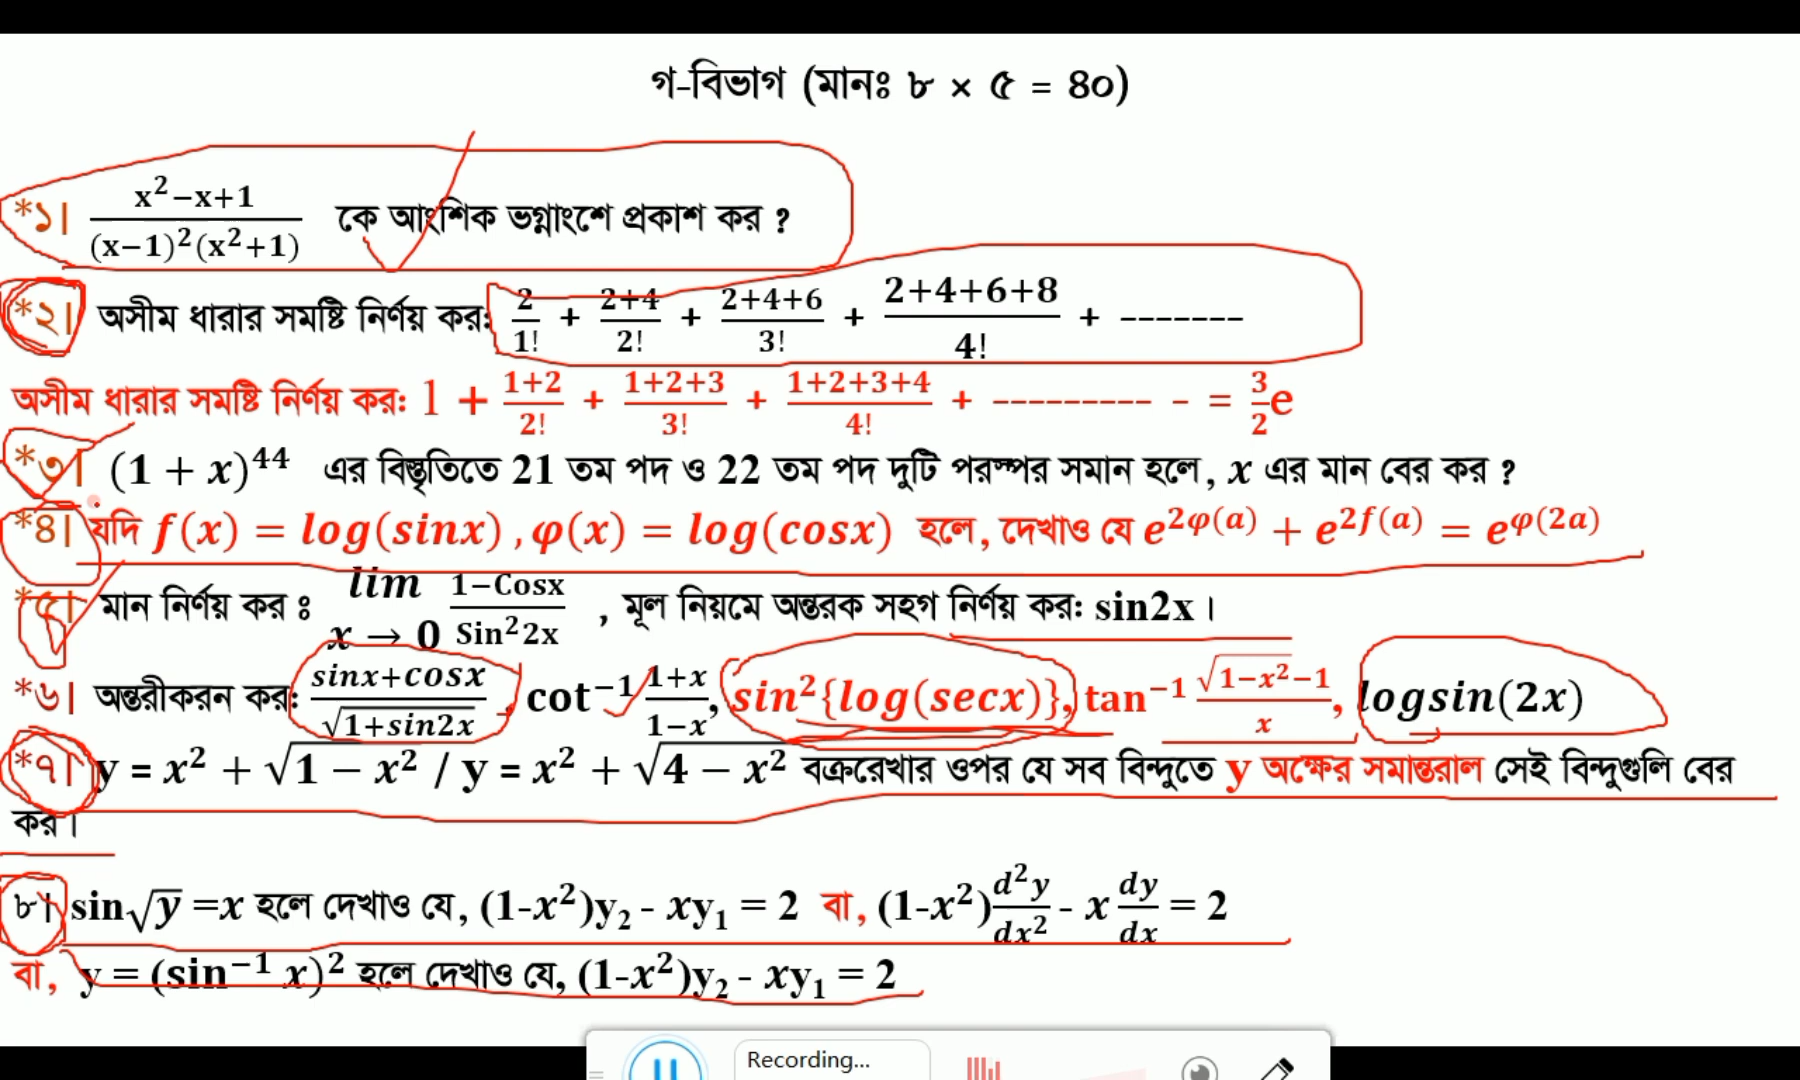 গ-বিভাগ (মানঃ ৮ × ৫ = ৪০)
*১| (x²−x+1)/((x−1)²(x²+1)) কে আংশিক ভগ্নাংশে প্রকাশ কর ?
*২| অসীম ধারার সমষ্টি নির্ণয় কর: 2/1! + (2+4)/2! + (2+4+6)/3! + (2+4+6+8)/4! + -------
অসীম ধারার সমষ্টি নির্ণয় কর: 1 + (1+2)/2! + (1+2+3)/3! + (1+2+3+4)/4! + --------- - = 3/2 e
*৩| (1 + x)⁴⁴ এর বিস্তৃতিতে 21 তম পদ ও 22 তম পদ দুটি পরস্পর সমান হলে, x এর মান বের কর ?
*৪| যদি f(x) = log(sinx), φ(x) = log(cosx) হলে, দেখাও যে e^{2φ(a)} + e^{2f(a)} = e^{φ(2a)}
*৫| মান নির্ণয় কর ঃ lim x → 0 (1−Cosx)/(Sin²2x) , মূল নিয়মে অন্তরক সহগ নির্ণয় কর: sin2x।
*৬| অন্তরীকরন কর: (sinx+cosx)/√(1+sin2x) , cot⁻¹ (1+x)/(1−x), sin²{log(secx)}, tan⁻¹ (√(1−x²)−1)/x, logsin(2x)
*৭| y = x² + √(1 − x²) / y = x² + √(4 − x²) বক্ররেখার ওপর যে সব বিন্দুতে y অক্ষের সমান্তরাল সেই বিন্দুগুলি বের
কর।
৮| sin√y =x হলে দেখাও যে, (1-x²)y₂ - xy₁ = 2 বা, (1-x²)d²y/dx² - x dy/dx = 2
বা, y = (sin⁻¹ x)² হলে দেখাও যে, (1-x²)y₂ - xy₁ = 2
Recording...